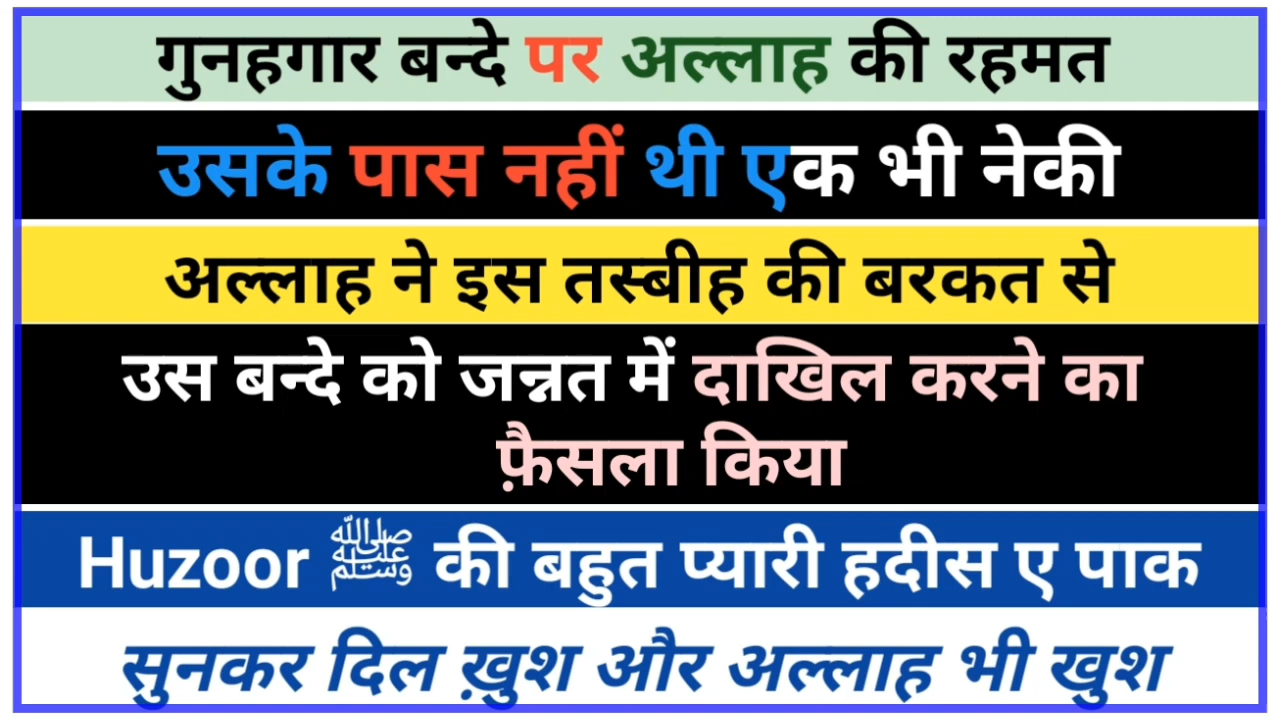 गुनहगार बन्दे पर अल्लाह की रहमत
उसके पास नहीं थी एक भी नेकी
अल्लाह ने इस तस्बीह की बरकत से
उस बन्दे को जन्नत में दाखिल करने का
फ़ैसला किया
Huzoor ﷺ की बहुत प्यारी हदीस ए पाक
सुनकर दिल ख़ुश और अल्लाह भी खुश